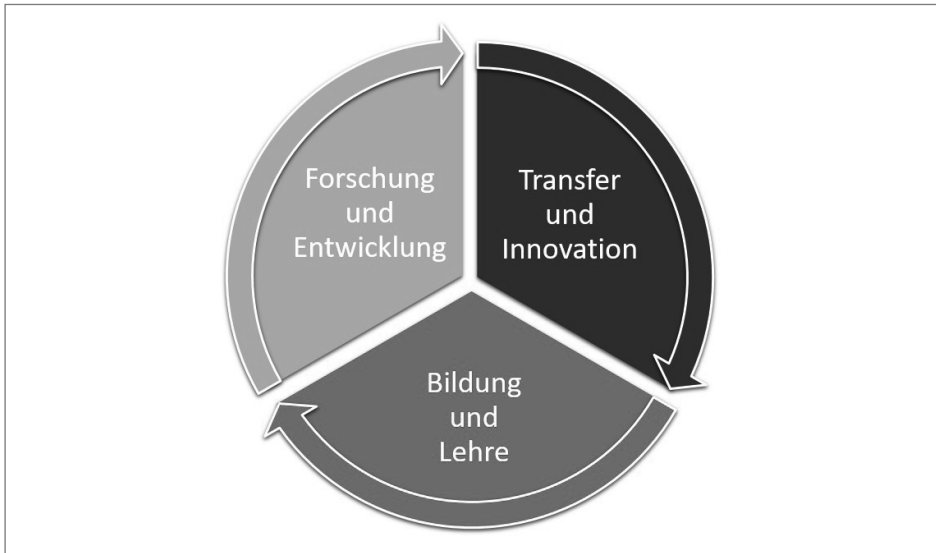 Forschung
und
Entwicklung
Transfer
und
Innovation
Bildung
und
Lehre